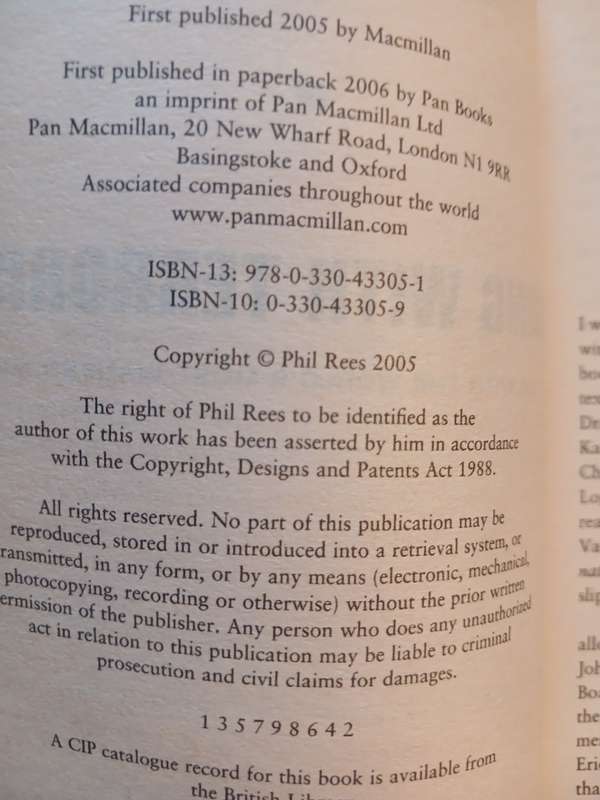 First published 2005 by Macmillan
First published in paperback 2006 by Pan Books
an imprint of Pan Macmillan Ltd
Pan Macmillan, 20 New Wharf Road, London N1 9RR
Basingstoke and Oxford
Associated companies throughout the world
www.panmacmillan.com
ISBN-13: 978-0-330-43305-1
ISBN-10: 0-330-43305-9
Copyright © Phil Rees 2005
The right of Phil Rees to be identified as the
author of this work has been asserted by him in accordance
with the Copyright, Designs and Patents Act 1988.
All rights reserved. No part of this publication may be
reproduced, stored in or introduced into a retrieval system, or
ransmitted, in any form, or by any means (electronic, mechanical,
photocopying, recording or otherwise) without the prior written
ermission of the publisher. Any person who does any unauthorized
act in relation to this publication may be liable to criminal
prosecution and civil claims for damages.
1 3 5 7 9 8 6 4 2
A CIP catalogue record for this book is available from
the British